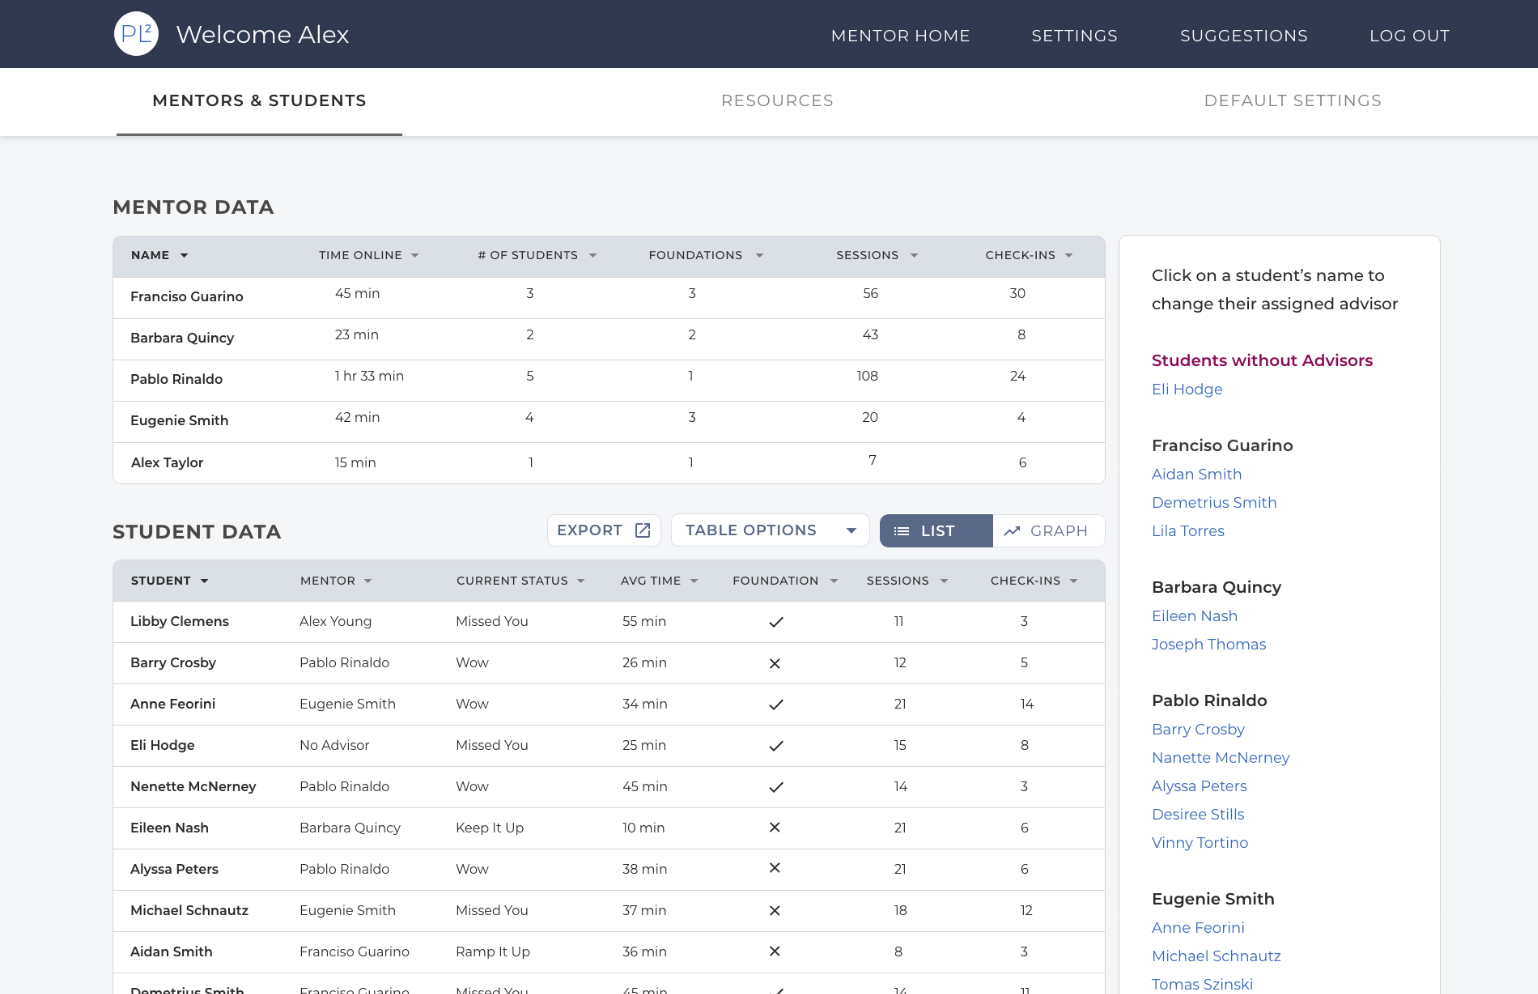 PL² Welcome Alex MENTOR HOME SETTINGS SUGGESTIONS LOG OUT
MENTORS & STUDENTS RESOURCES DEFAULT SETTINGS
MENTOR DATA
NAME TIME ONLINE # OF STUDENTS FOUNDATIONS SESSIONS CHECK-INS
Franciso Guarino 45 min 3 3 56 30
Barbara Quincy 23 min 2 2 43 8
Pablo Rinaldo 1 hr 33 min 5 1 108 24
Eugenie Smith 42 min 4 3 20 4
Alex Taylor 15 min 1 1 7 6
STUDENT DATA EXPORT TABLE OPTIONS LIST GRAPH
STUDENT MENTOR CURRENT STATUS AVG TIME FOUNDATION SESSIONS CHECK-INS
Libby Clemens Alex Young Missed You 55 min ✓ 11 3
Barry Crosby Pablo Rinaldo Wow 26 min ✕ 12 5
Anne Feorini Eugenie Smith Wow 34 min ✓ 21 14
Eli Hodge No Advisor Missed You 25 min ✓ 15 8
Nenette McNerney Pablo Rinaldo Wow 45 min ✓ 14 3
Eileen Nash Barbara Quincy Keep It Up 10 min ✕ 21 6
Alyssa Peters Pablo Rinaldo Wow 38 min ✕ 21 6
Michael Schnautz Eugenie Smith Missed You 37 min ✕ 18 12
Aidan Smith Franciso Guarino Ramp It Up 36 min ✕ 8 3
Demetrius Smith Franciso Guarino Missed You 45 min ✓ 14 11
Click on a student's name to
change their assigned advisor
Students without Advisors
Eli Hodge
Franciso Guarino
Aidan Smith
Demetrius Smith
Lila Torres
Barbara Quincy
Eileen Nash
Joseph Thomas
Pablo Rinaldo
Barry Crosby
Nanette McNerney
Alyssa Peters
Desiree Stills
Vinny Tortino
Eugenie Smith
Anne Feorini
Michael Schnautz
Tomas Szinski